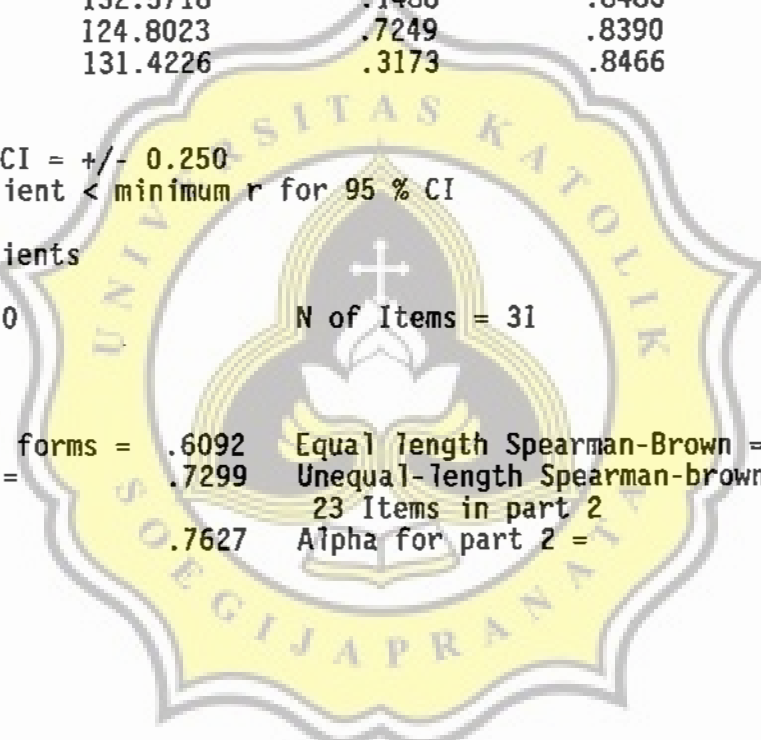 124.8023 .7249 .8390
131.4226 .3173 .8466
CI = +/- 0.250
ient < minimum r for 95 % CI
ients
0 N of Items = 31
forms = .6092 Equal length Spearman-Brown =
= .7299 Unequal-length Spearman-brown
23 Items in part 2
.7627 Alpha for part 2 =
UNIVERSITAS KATOLIK
SOEGIJAPRANATA